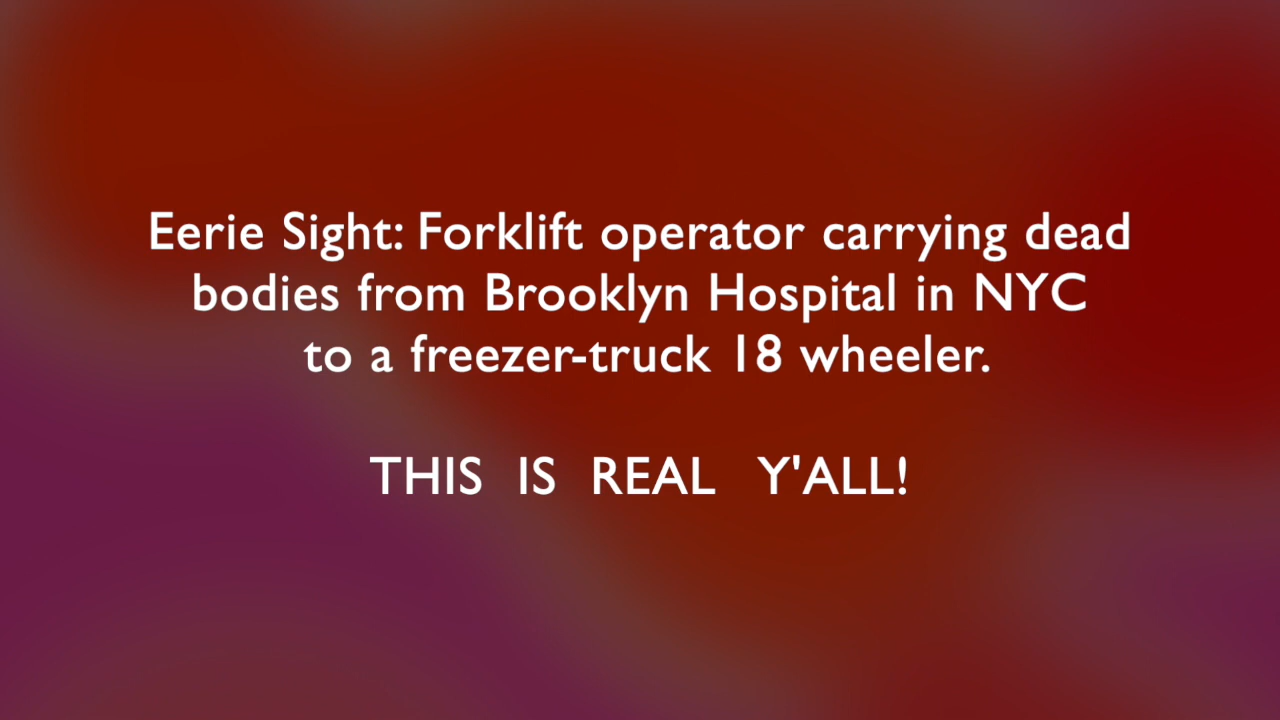 Eerie Sight: Forklift operator carrying dead
bodies from Brooklyn Hospital in NYC
to a freezer-truck 18 wheeler.
THIS IS REAL Y'ALL!